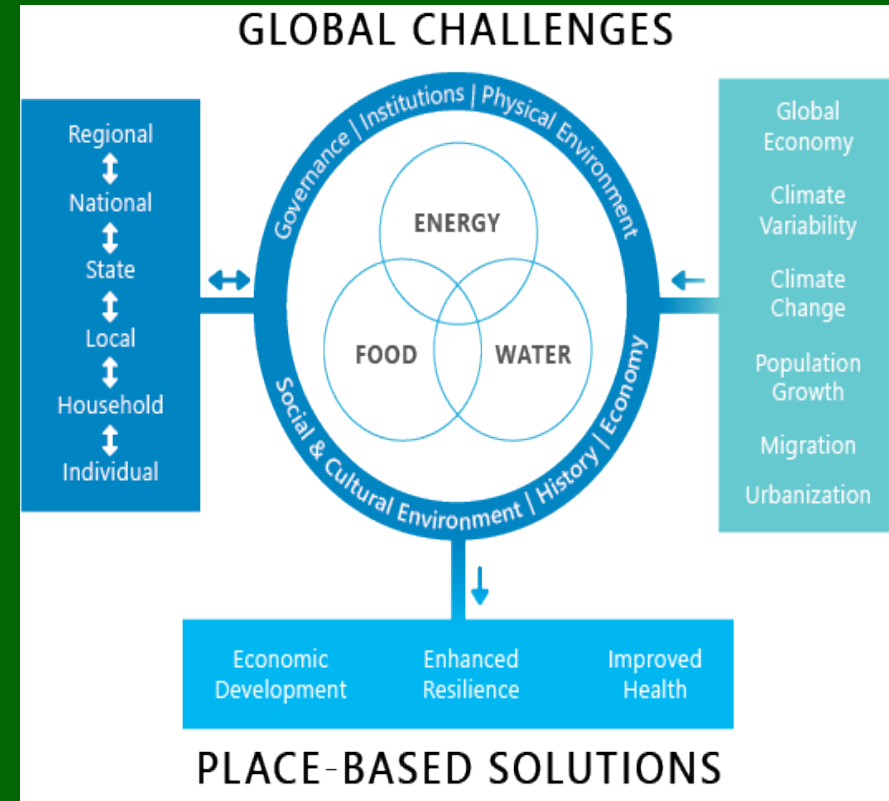 GLOBAL CHALLENGES
Governance | Institutions | Physical Environment
Regional
National
State
Local
Household
Individual
ENERGY
FOOD
WATER
Social & Cultural Environment | History | Economy
Global
Economy
Climate
Variability
Climate
Change
Population
Growth
Migration
Urbanization
Economic
Development
Enhanced
Resilience
Improved
Health
PLACE-BASED SOLUTIONS